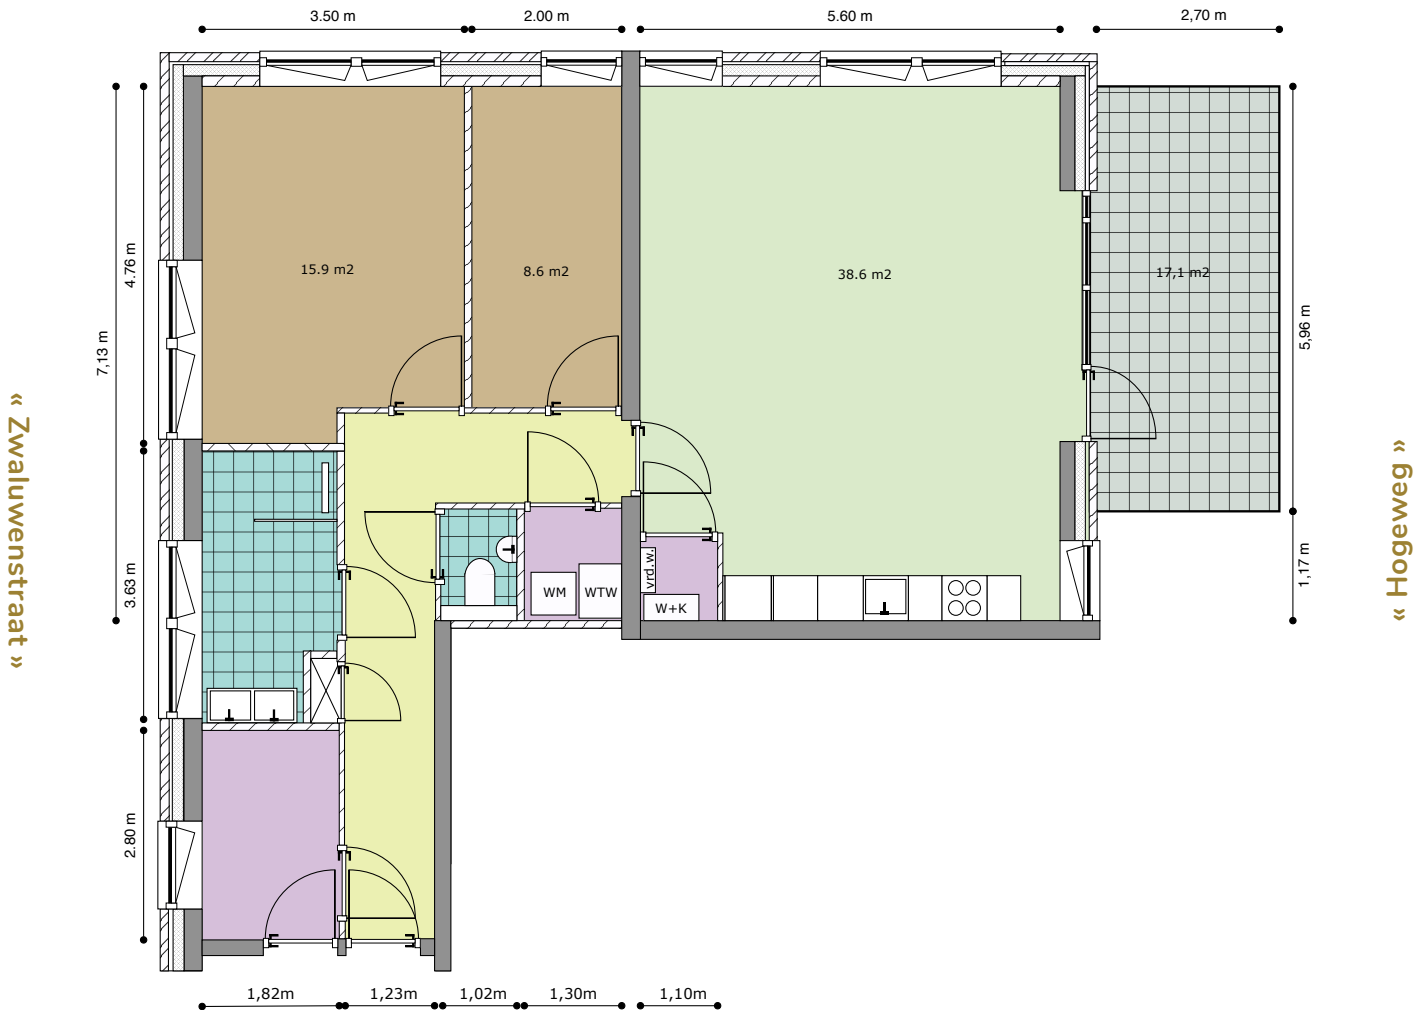 3.50 m
2.00 m
5.60 m
2,70 m
4.76 m
7,13 m
15.9 m2
8.6 m2
38.6 m2
17,1 m2
5,96 m
« Zwaluwenstraat »
« Hogeweg »
3.63 m
1,17 m
WM
WTW
vrd.w.
W+K
2.80 m
1,82m
1,23m
1,02m
1,30m
1,10m